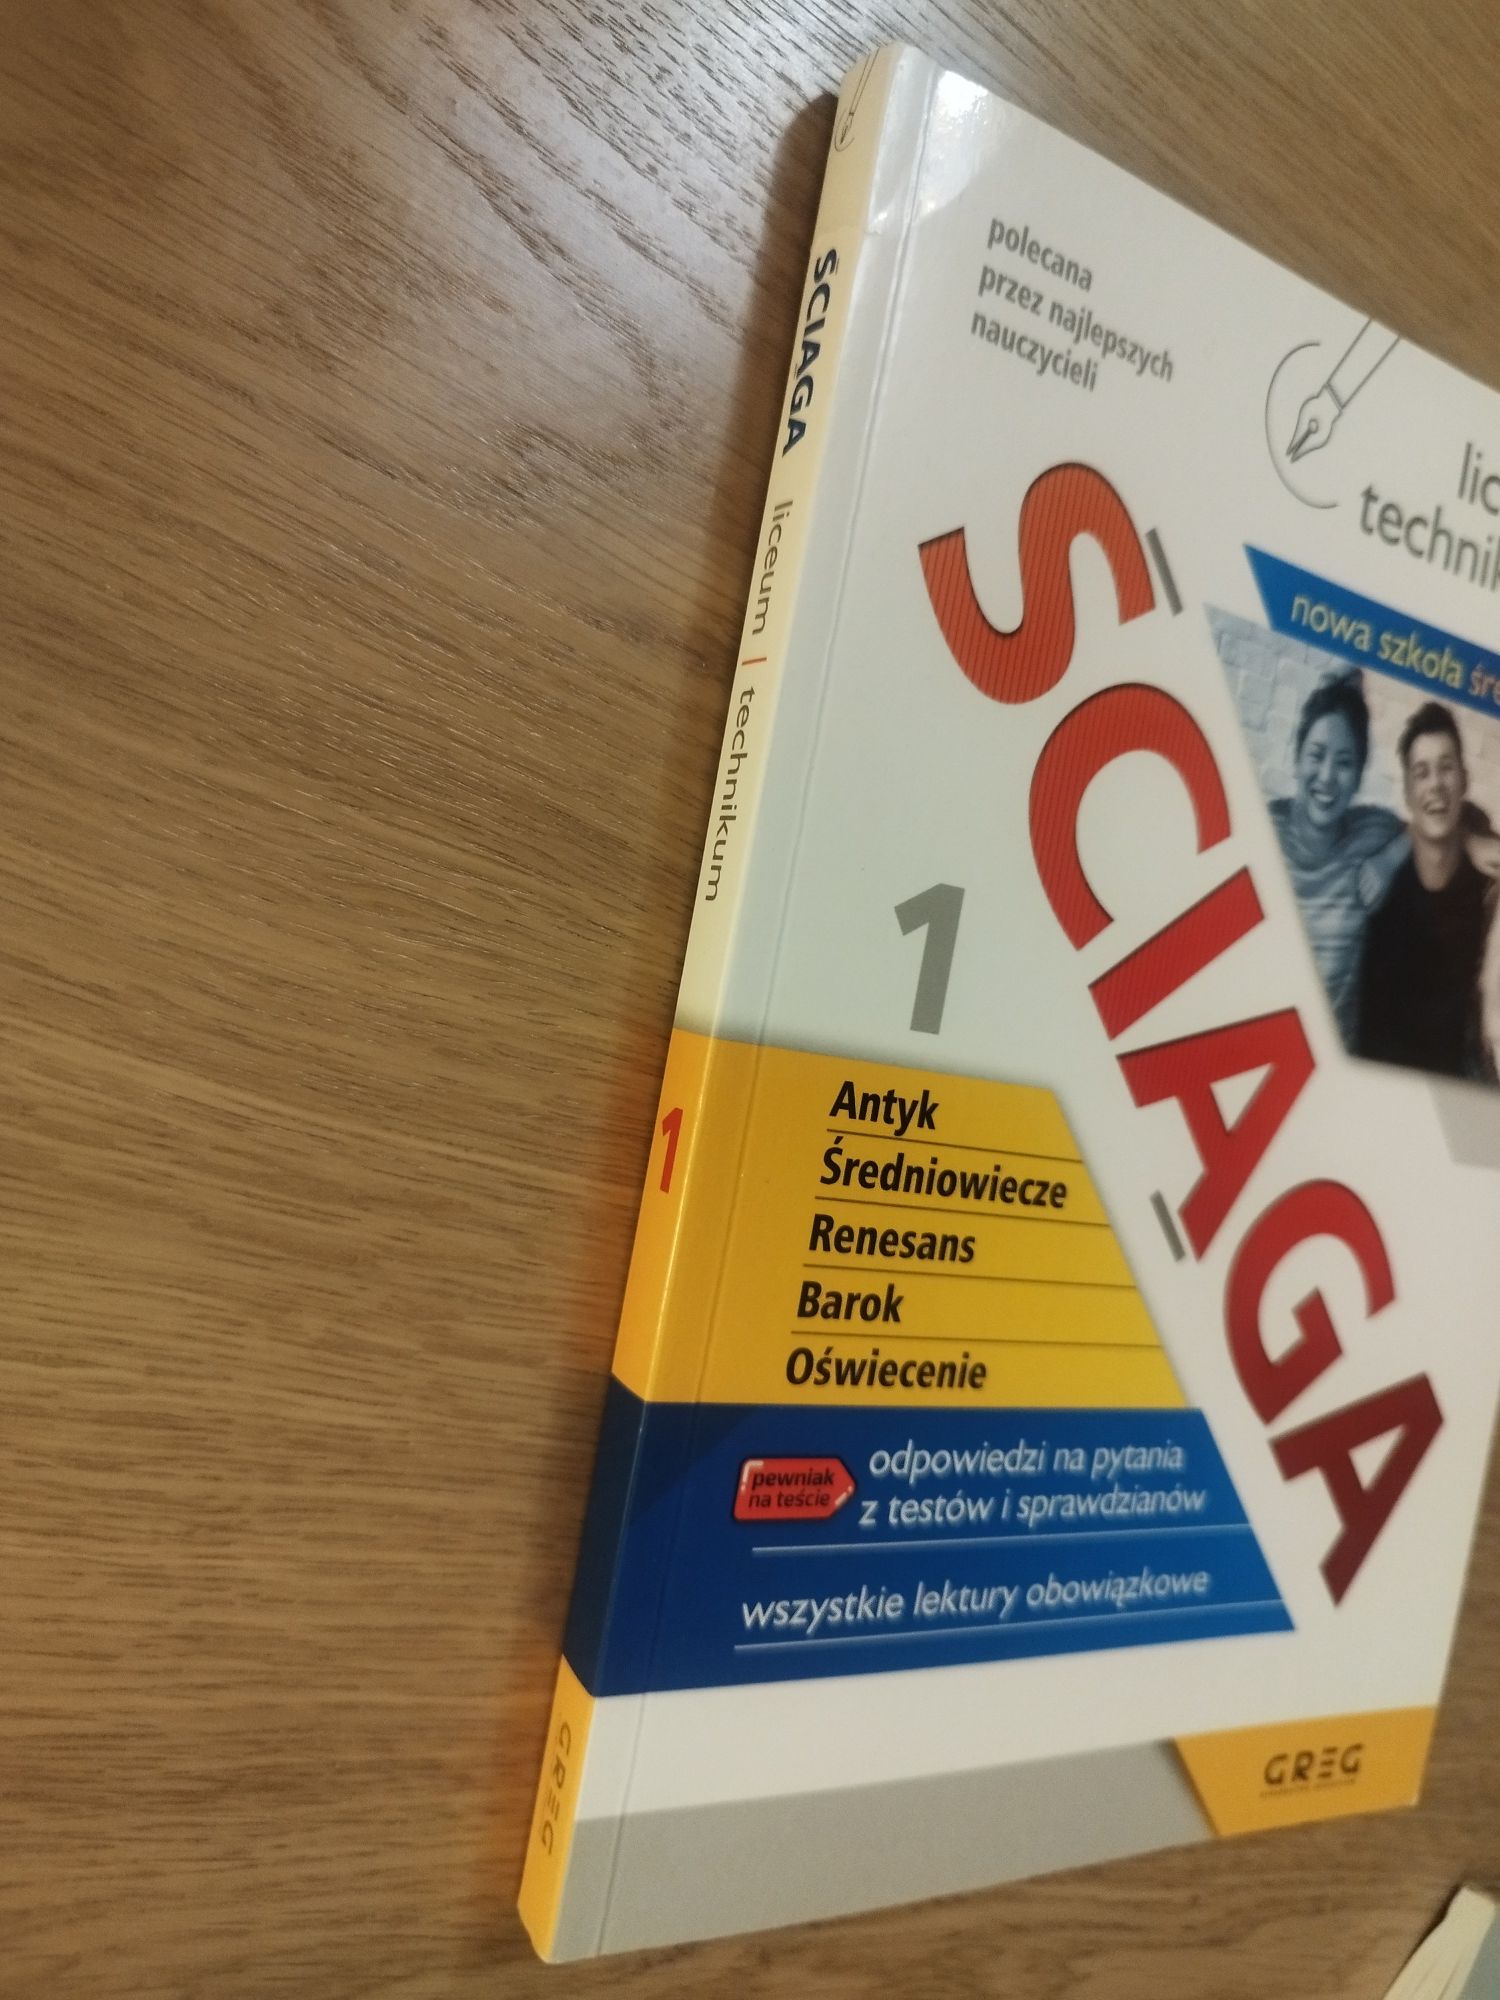 ŚCIĄGA liceum | technikum
1
GREG
polecana
przez najlepszych
nauczycieli
nowa szkoła
ŚCIĄGA
1
Antyk
Średniowiecze
Renesans
Barok
Oświecenie
pewniak
na teście
odpowiedzi na pytania
z testów i sprawdzianów
wszystkie lektury obowiązkowe
GREG